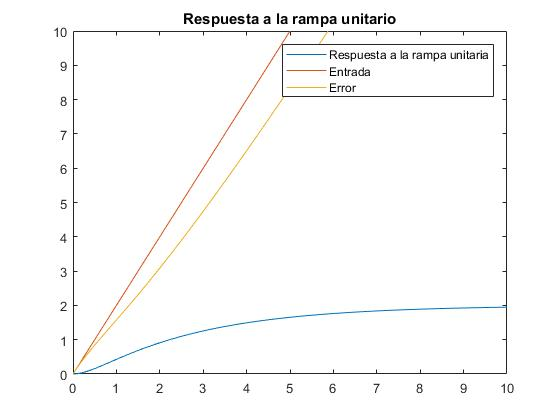 Respuesta a la rampa unitario
10
9
8
7
6
5
4
3
2
1
0
Respuesta a la rampa unitaria
Entrada
Error
0 1 2 3 4 5 6 7 8 9 10